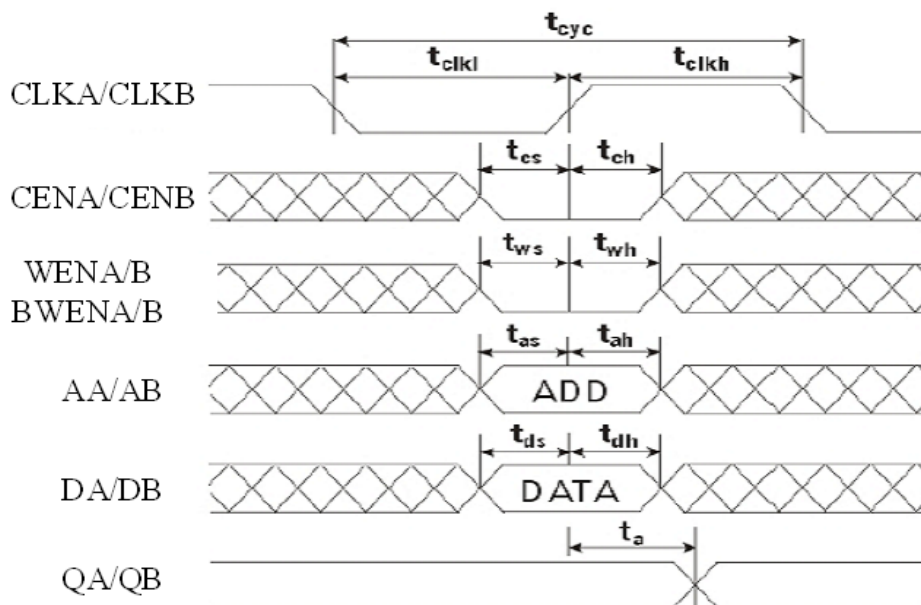 tcyc
tclkl tclkh
CLKA/CLKB
tcs tch
CENA/CENB
tws twh
WENA/B
BWENA/B
tas tah
AA/AB
ADD
tds tdh
DA/DB
DATA
ta
QA/QB